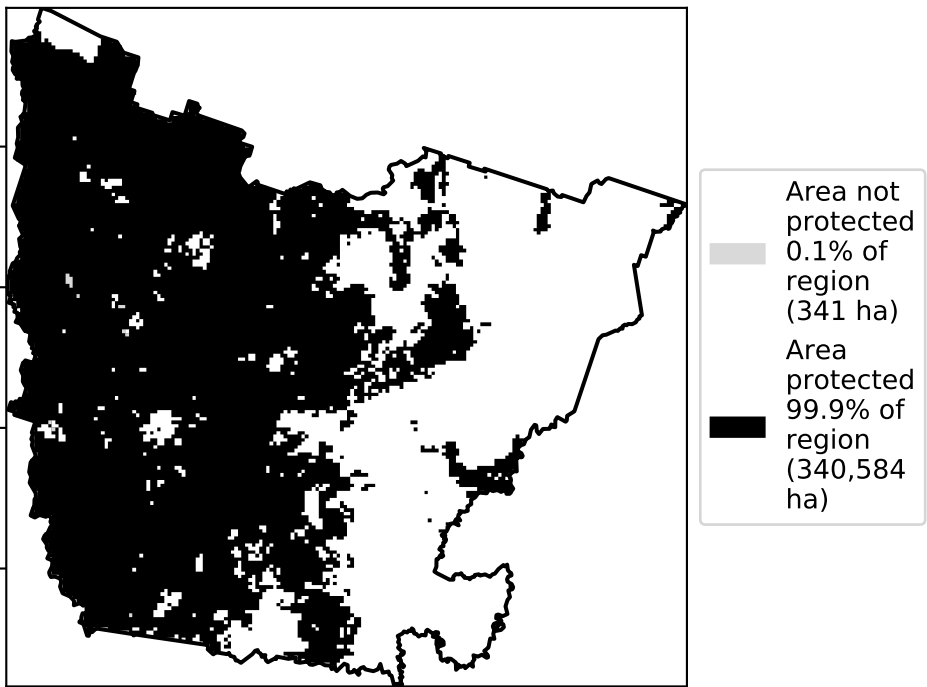 Area not
protected
0.1% of
region
(341 ha)
Area
protected
99.9% of
region
(340,584
ha)